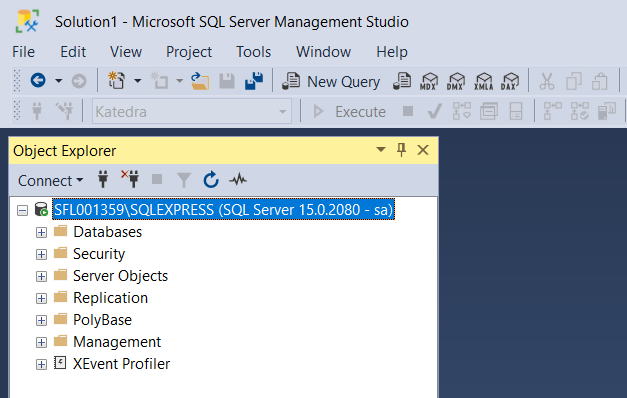 Solution1 - Microsoft SQL Server Management Studio
File Edit View Project Tools Window Help
New Query MDX DMX XMLA DAX
Katedra Execute
Object Explorer
Connect
SFL001359\SQLEXPRESS (SQL Server 15.0.2080 - sa)
Databases
Security
Server Objects
Replication
PolyBase
Management
XEvent Profiler